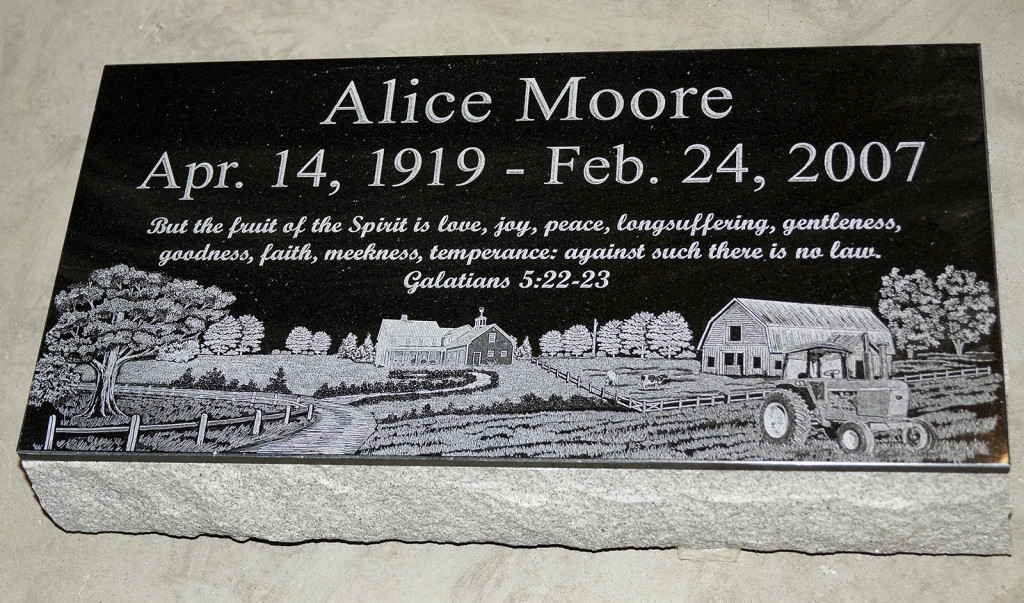 Alice Moore
Apr. 14, 1919 - Feb. 24, 2007
But the fruit of the Spirit is love, joy, peace, longsuffering, gentleness,
goodness, faith, meekness, temperance: against such there is no law.
Galatians 5:22-23